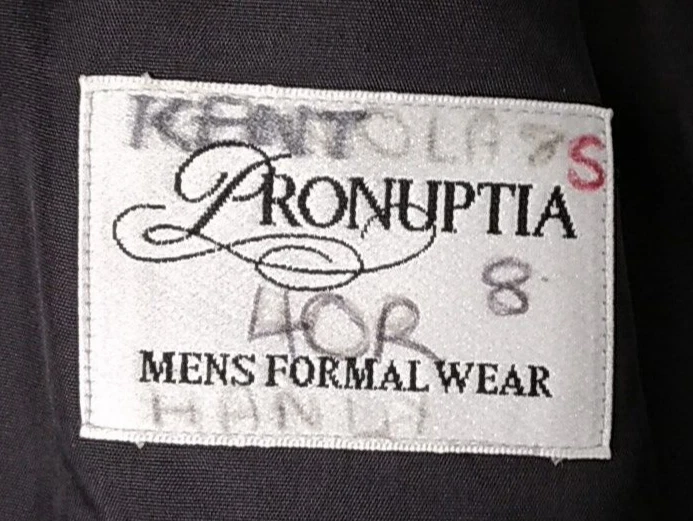 KENT S
PRONUPTIA
8
40R
MENS FORMAL WEAR